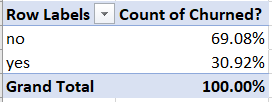 Row Labels Count of Churned?
no 69.08%
yes 30.92%
Grand Total 100.00%